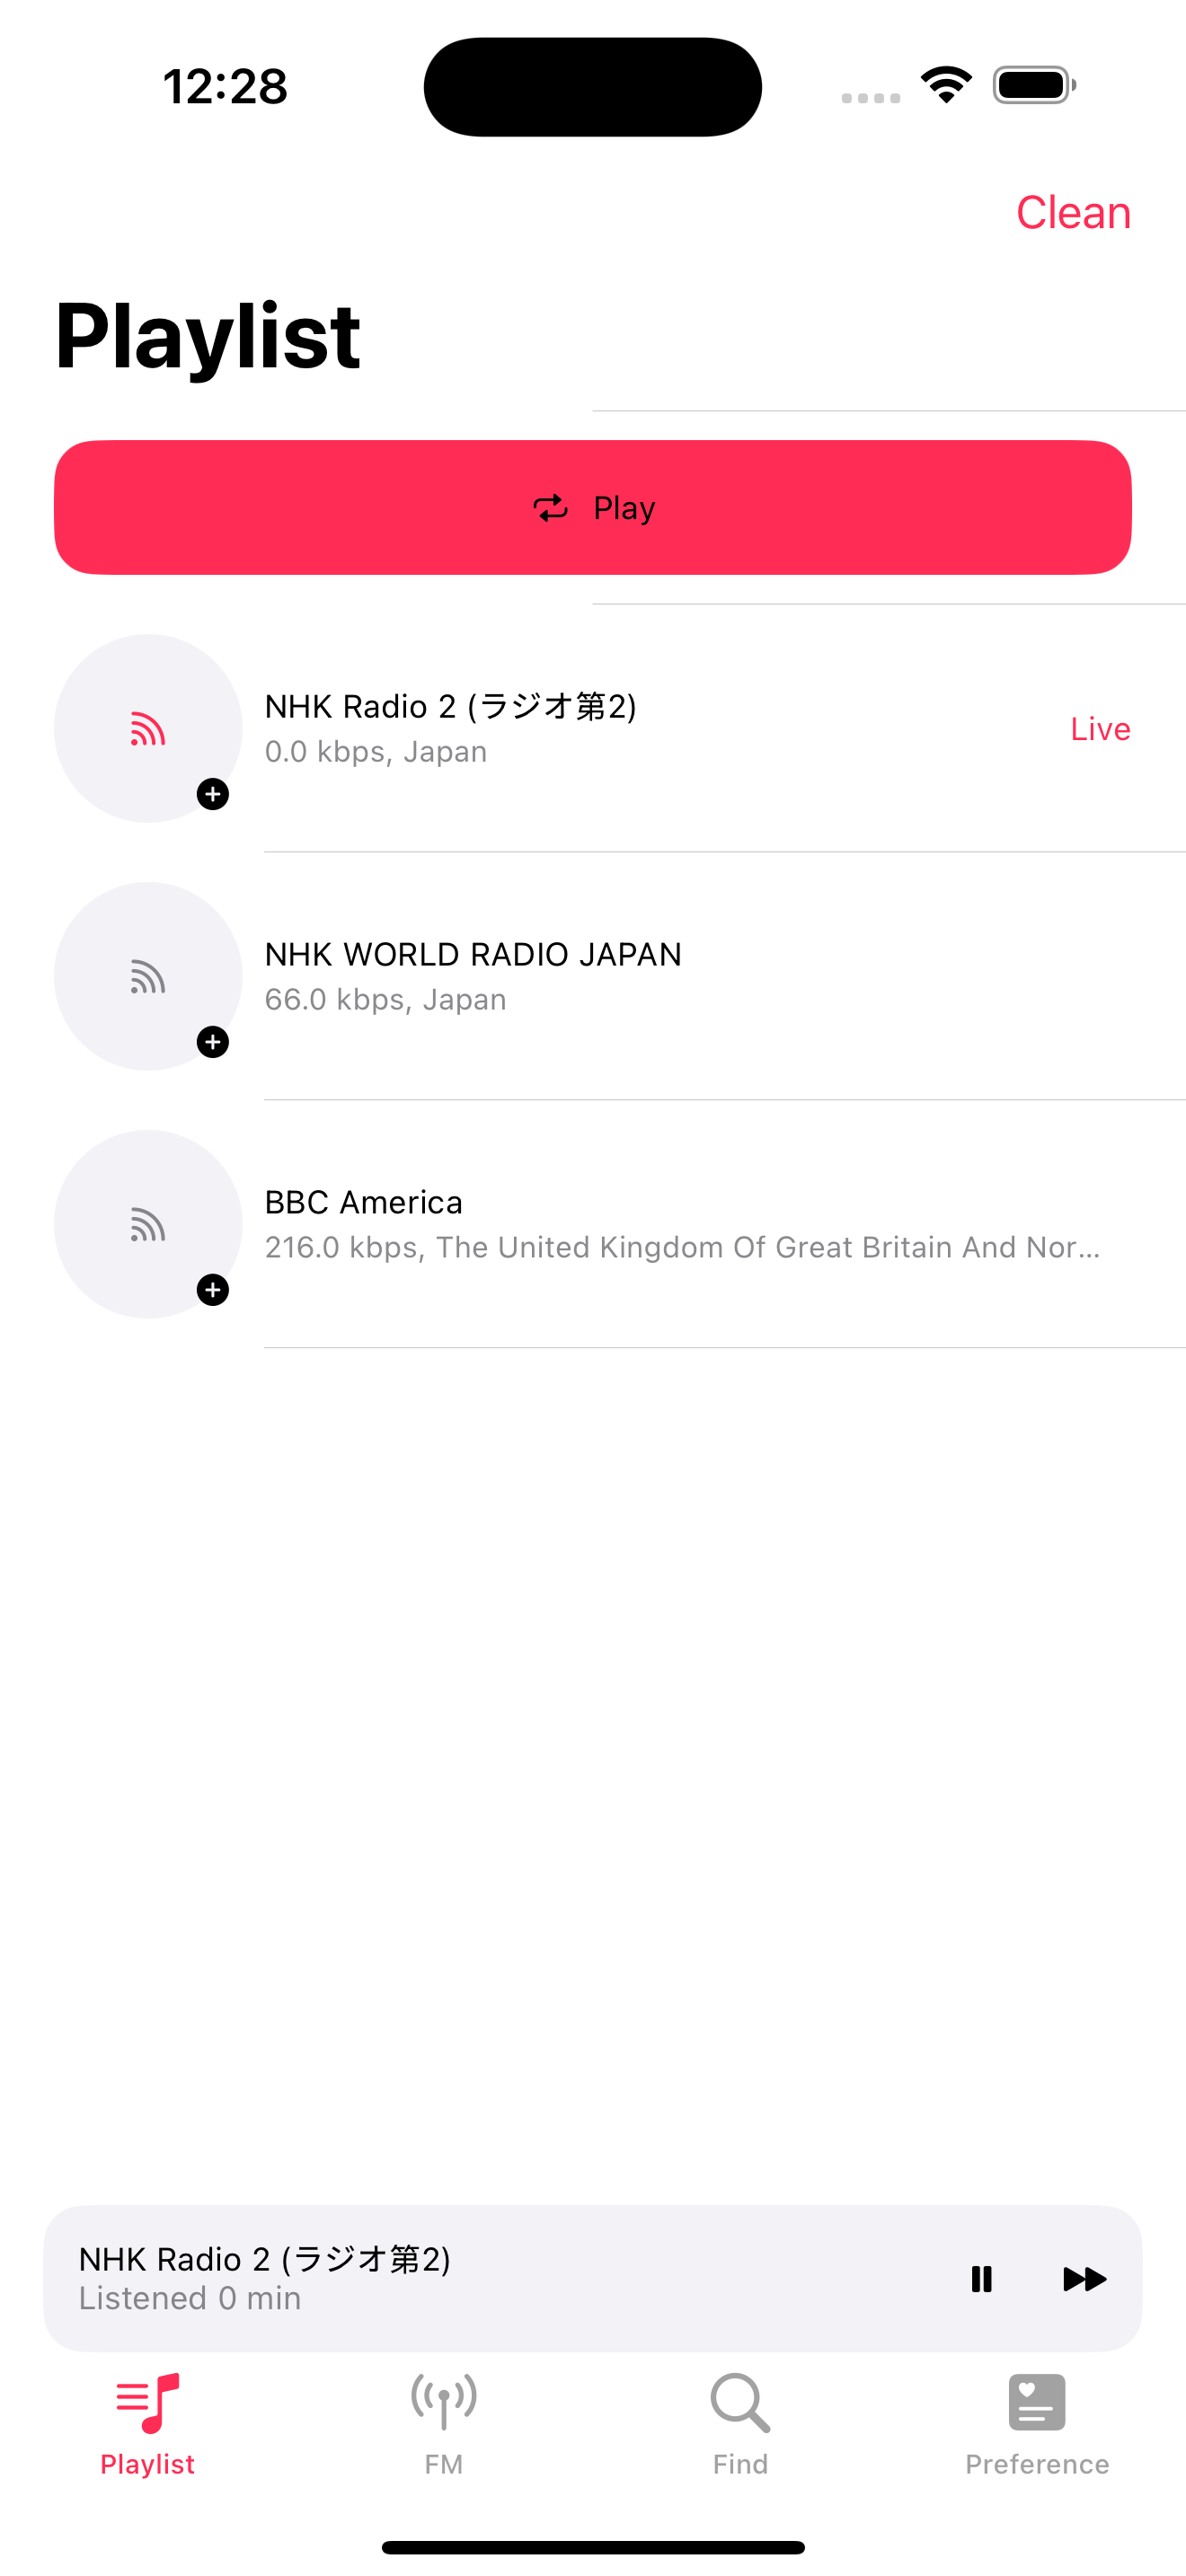 12:28
Clean
Playlist
Play
NHK Radio 2 (ラジオ第2)
0.0 kbps, Japan
Live
NHK WORLD RADIO JAPAN
66.0 kbps, Japan
BBC America
216.0 kbps, The United Kingdom Of Great Britain And Nor...
NHK Radio 2 (ラジオ第2)
Listened 0 min
Playlist
FM
Find
Preference